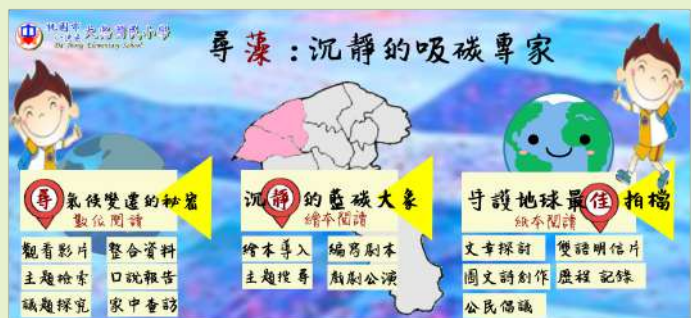 桃園市
大灣國民小學
Elementary School
尋藻：沉靜的吸碳專家
尋氣候變遷的秘密
數位閱讀
觀看影片
整合資料
主題檢索
口說報告
議題探究
家中查訪
沉靜的藍碳大象
繪本閱讀
繪本導入
編寫劇本
主題搜尋
戲劇公演
守護地球最佳拍檔
紙本閱讀
文章探討
雙語明信片
圖文詩創作
歷程記錄
公民倡議